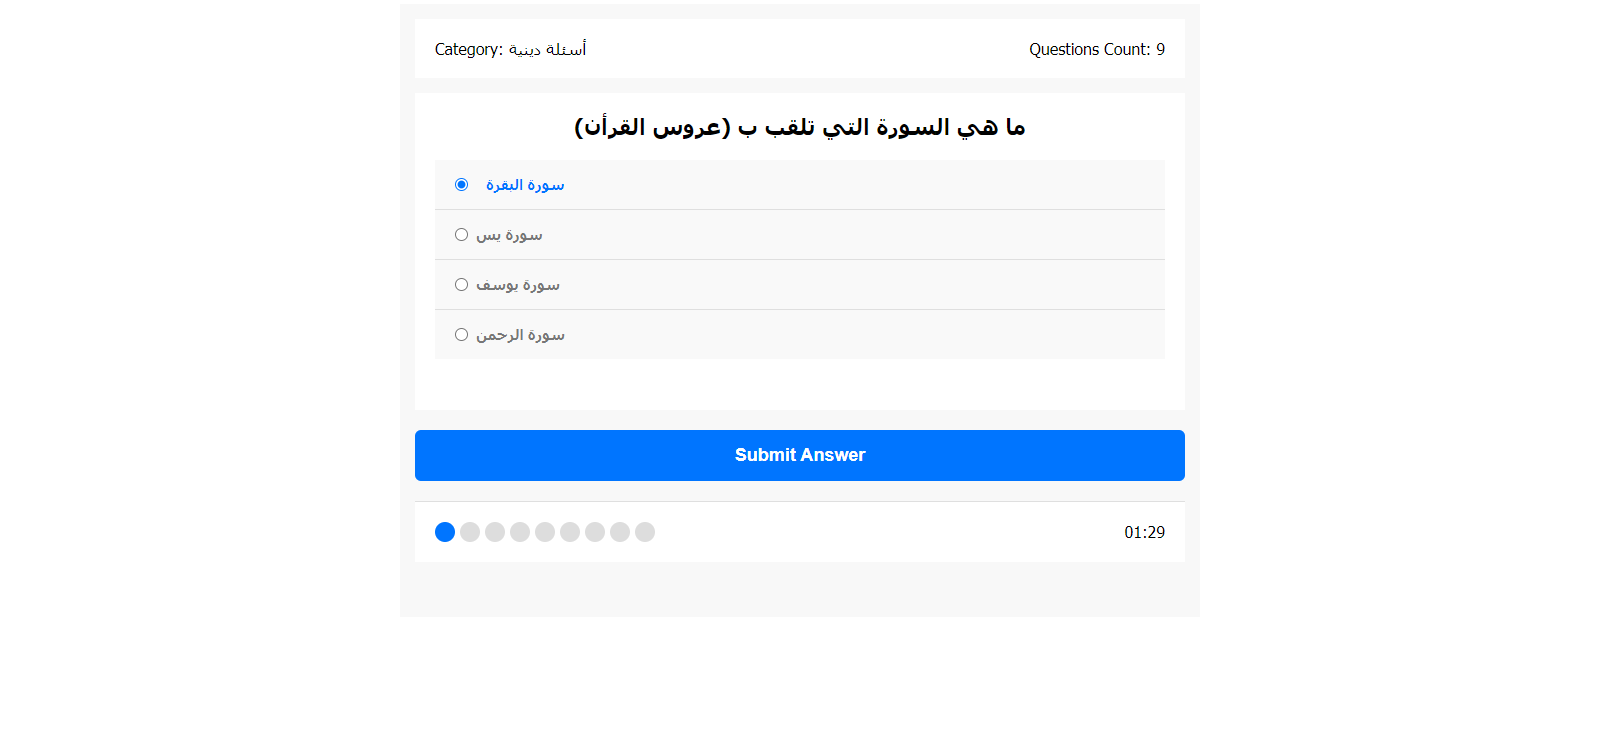 Category: أسئلة دينية
Questions Count: 9
ما هي السورة التي تلقب ب (عروس القرأن)
سورة البقرة
سورة يس
سورة يوسف
سورة الرحمن
Submit Answer
01:29